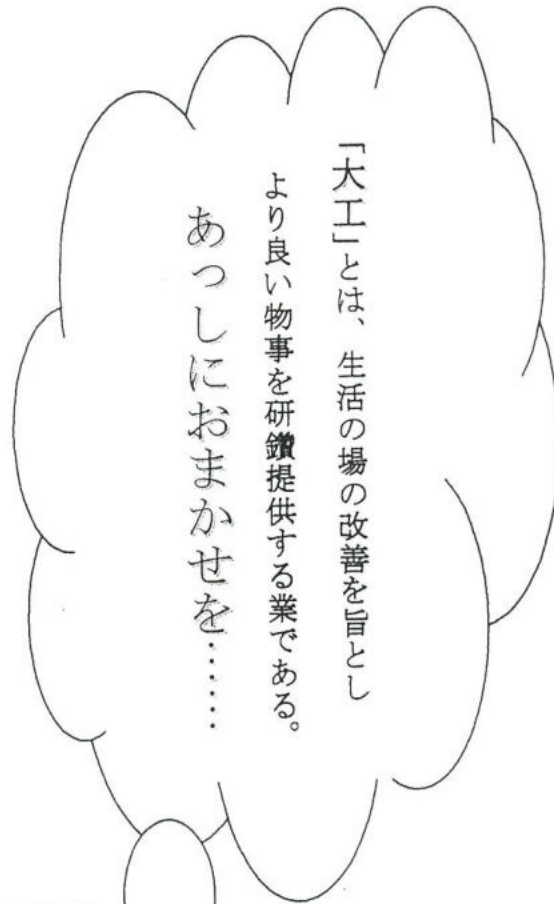 「大工」とは、生活の場の改善を旨とし
より良い物事を研鑽提供する業である。
あっしにおまかせを……